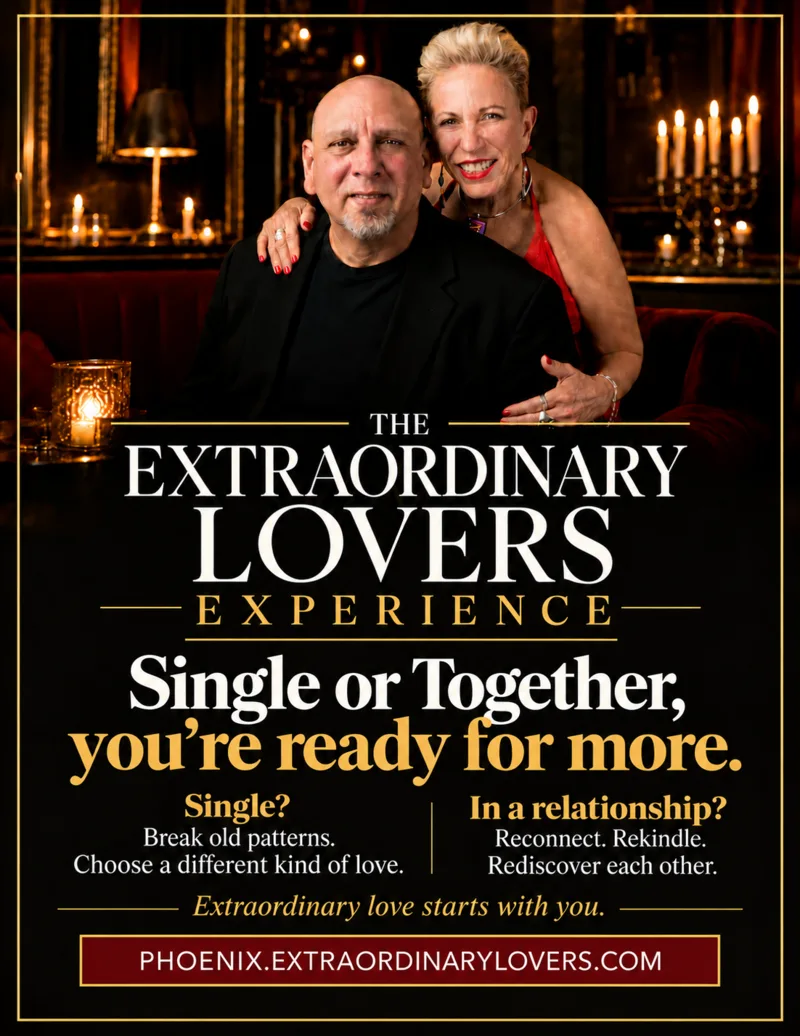 THE
EXTRAORDINARY
LOVERS
EXPERIENCE
Single or Together,
you're ready for more.
Single?
Break old patterns.
Choose a different kind of love.
In a relationship?
Reconnect. Rekindle.
Rediscover each other.
Extraordinary love starts with you.
PHOENIX.EXTRAORDINARYLOVERS.COM